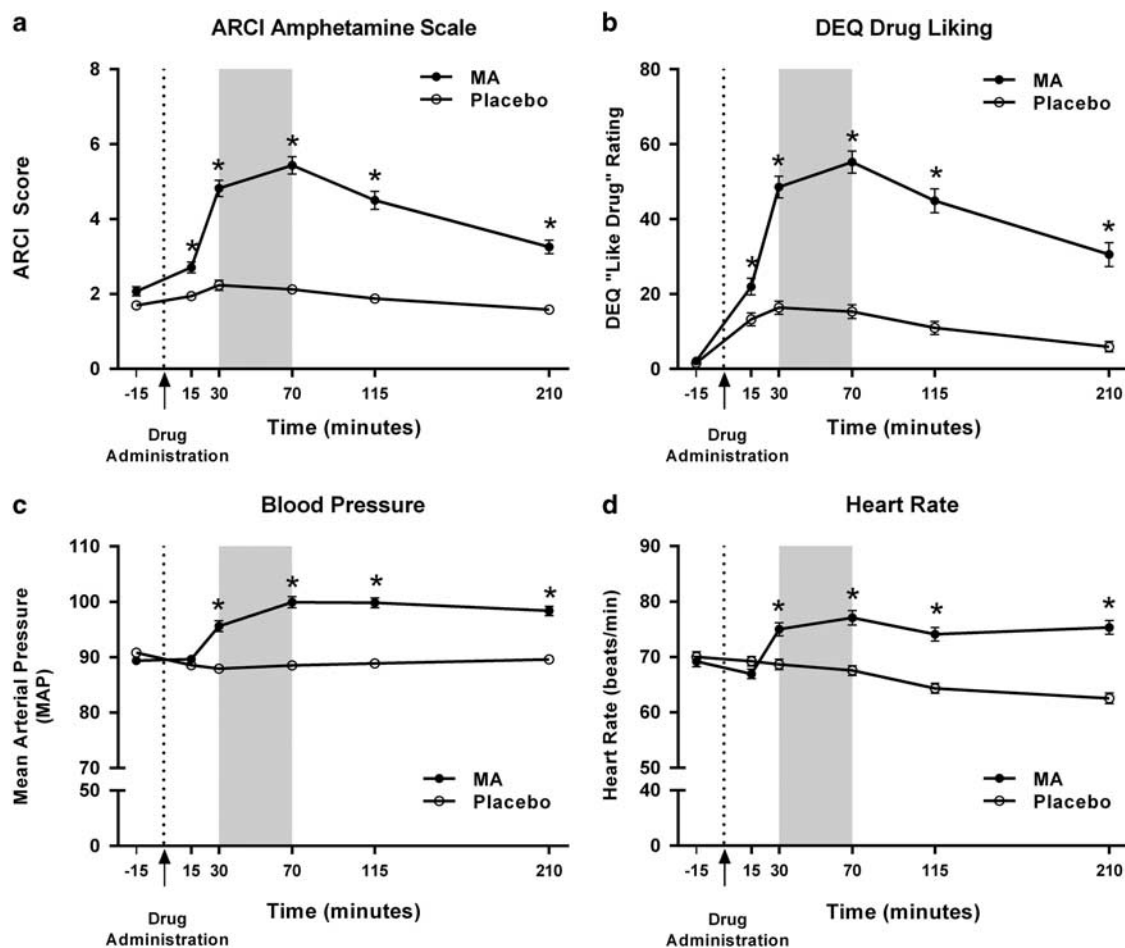 a
ARCI Amphetamine Scale
8
6
4
2
0
ARCI Score
MA
Placebo
*
*
*
*
*
-15 15 30 70 115 210
Time (minutes)
Drug
Administration
b
DEQ Drug Liking
80
60
40
20
0
DEQ "Like Drug" Rating
MA
Placebo
*
*
*
*
*
-15 15 30 70 115 210
Time (minutes)
Drug
Administration
c
Blood Pressure
110
100
90
80
70
50
0
Mean Arterial Pressure
(MAP)
*
*
*
*
MA
Placebo
-15 15 30 70 115 210
Time (minutes)
Drug
Administration
d
Heart Rate
90
80
70
60
50
40
0
Heart Rate (beats/min)
*
*
*
*
MA
Placebo
-15 15 30 70 115 210
Time (minutes)
Drug
Administration